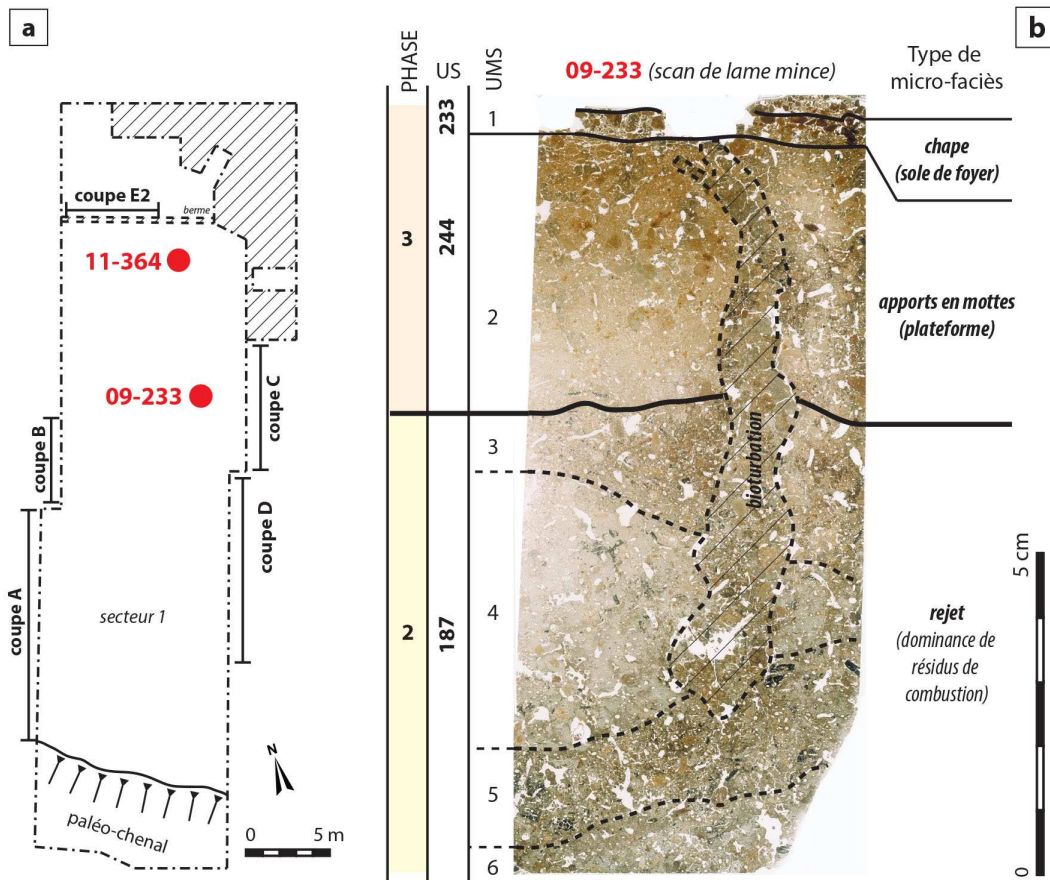 a
coupe E2
berme
11-364
09-233
coupe B
coupe C
coupe A
coupe D
secteur 1
N
paléo-chenal
0 5 m
b
PHASE
US
UMS
09-233 (scan de lame mince)
Type de
micro-faciès
233
1
chape
(sole de foyer)
3
244
2
apports en mottes
(plateforme)
bioturbation
3
2
187
4
rejet
(dominance de
résidus de
combustion)
5
6
5 cm
0